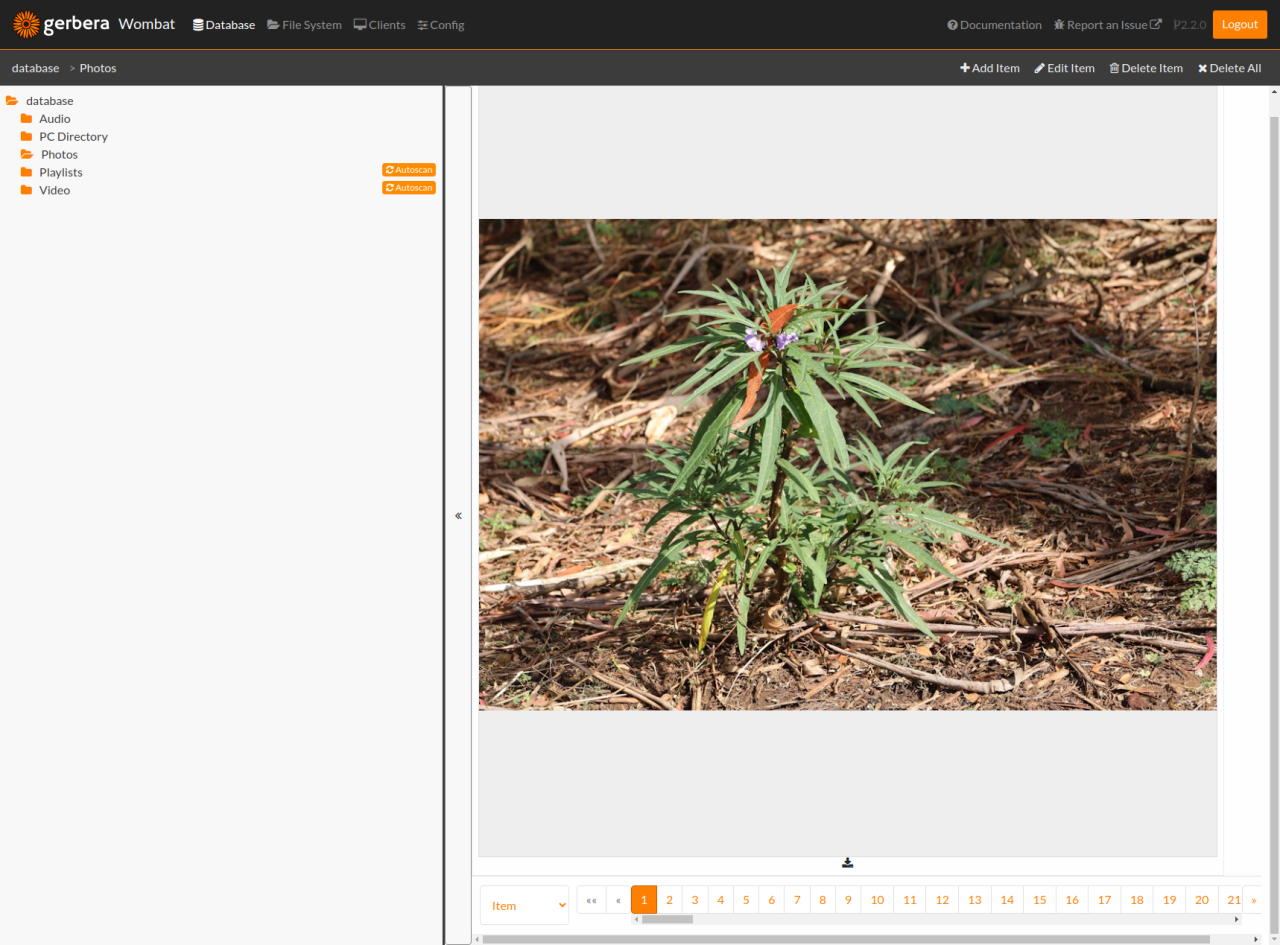 gerbera Wombat Database File System Clients Config Documentation Report an Issue 2.2.0 Logout
database > Photos Add Item Edit Item Delete Item Delete All
database
Audio
PC Directory
Photos
Playlists Autoscan
Video Autoscan
«
Item «« « 1 2 3 4 5 6 7 8 9 10 11 12 13 14 15 16 17 18 19 20 21 »